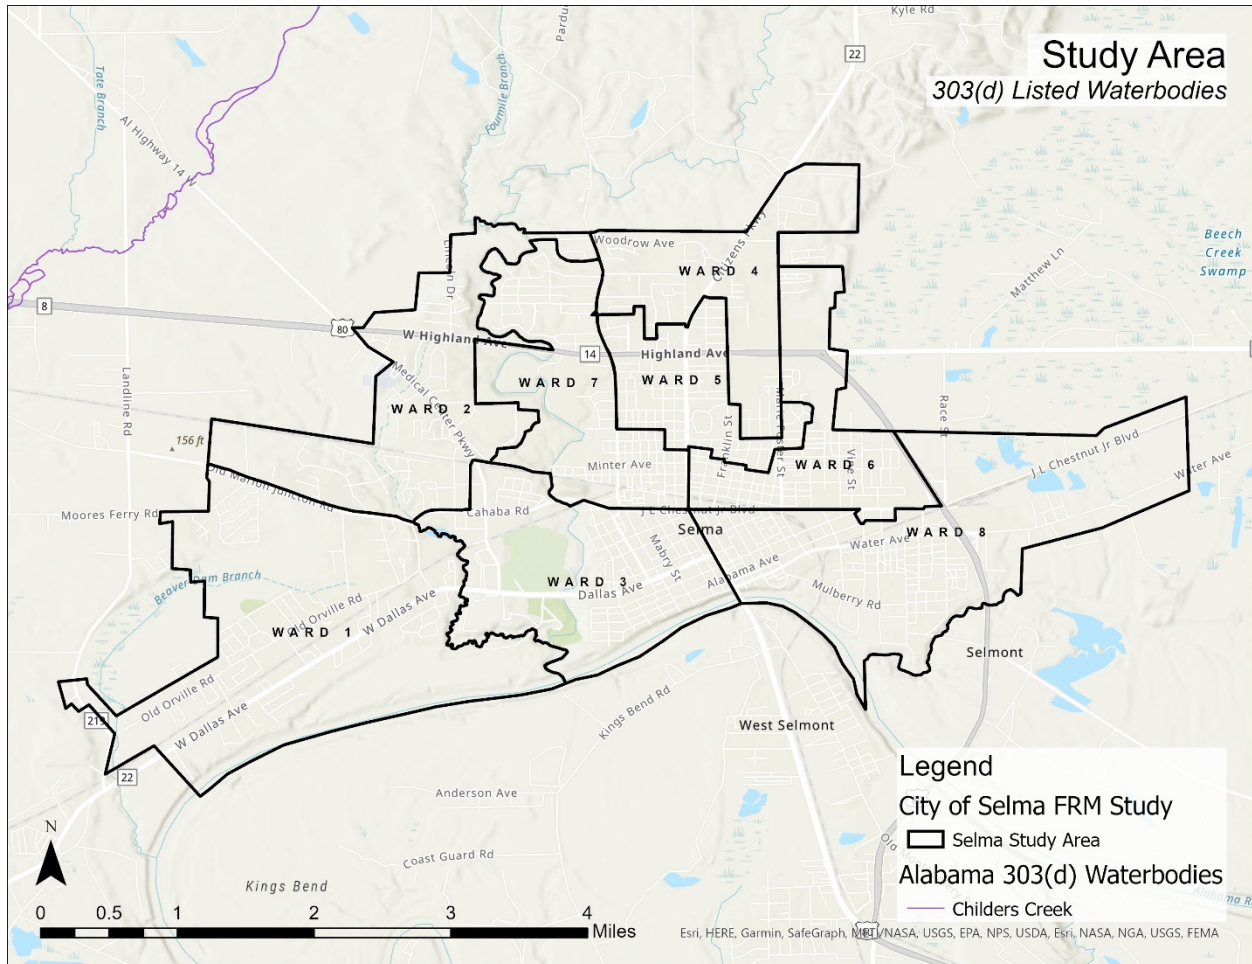 Kyle Rd
Pardu
22
Study Area
303(d) Listed Waterbodies
Tate Branch
Al Highway 14 W
Fourmile Branch
Woodrow Ave
Citizens Pkwy
Lincoln Dr
WARD 4
Beech
Creek
Swamp
Matthew Ln
8
80
W Highland Ave
14
Highland Ave
Landline Rd
Medical Center Pkwy
WARD 7
WARD 5
WARD 2
Race St
156 ft
Franklin St
Marie Foster St
Vine St
J L Chestnut Jr Blvd
Minter Ave
WARD 6
Water Ave
Old Marion Junction Rd
Moores Ferry Rd
Cahaba Rd
J L Chestnut Jr Blvd
Selma
Mabry St
Water Ave
WARD 8
Beaver Dam Branch
WARD 3
Dallas Ave
Alabama Ave
Mulberry Rd
Old Orville Rd
W Dallas Ave
WARD 1
Selmont
Old Orville Rd
219
W Dallas Ave
Kings Bend Rd
West Selmont
22
Anderson Ave
Coast Guard Rd
Kings Bend
N
0 0.5 1 2 3 4
Miles
Legend
City of Selma FRM Study
Selma Study Area
Alabama 303(d) Waterbodies
Childers Creek
Alabama R
Esri, HERE, Garmin, SafeGraph, METI/NASA, USGS, EPA, NPS, USDA, Esri, NASA, NGA, USGS, FEMA